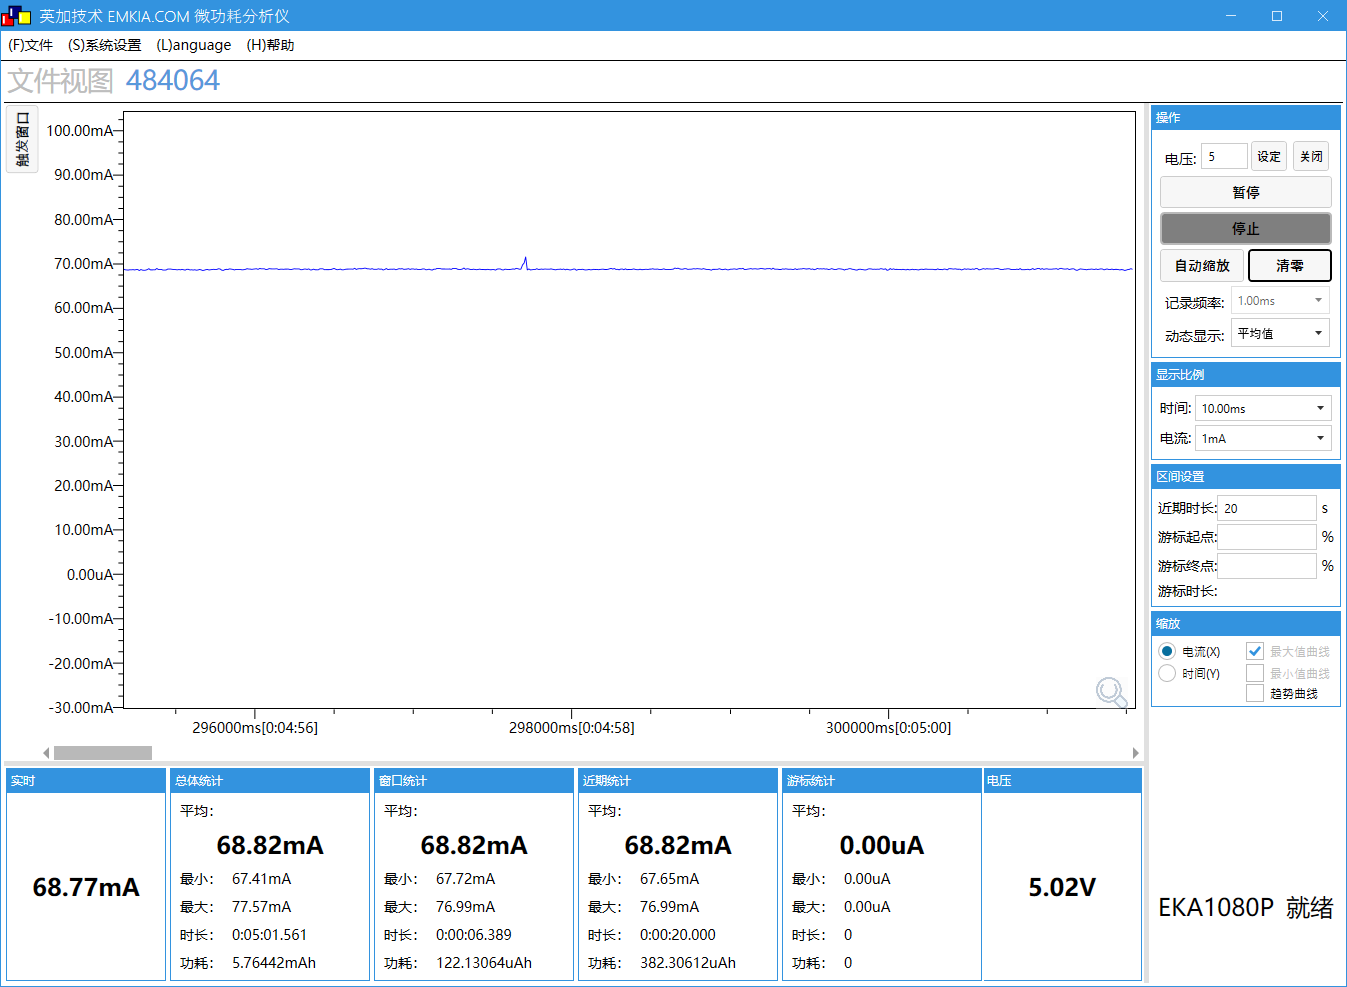 英加技术 EMKIA.COM 微功耗分析仪
(F)文件 (S)系统设置 (L)anguage (H)帮助
文件视图 484064
触发窗口
100.00mA
90.00mA
80.00mA
70.00mA
60.00mA
50.00mA
40.00mA
30.00mA
20.00mA
10.00mA
0.00uA
-10.00mA
-20.00mA
-30.00mA
296000ms[0:04:56] 298000ms[0:04:58] 300000ms[0:05:00]
操作
电压: 5 设定 关闭
暂停
停止
自动缩放 清零
记录频率: 1.00ms
动态显示: 平均值
显示比例
时间: 10.00ms
电流: 1mA
区间设置
近期时长: 20 s
游标起点: %
游标终点: %
游标时长:
缩放
电流(X) 最大值曲线
时间(Y) 最小值曲线
趋势曲线
实时
68.77mA
总体统计
平均:
68.82mA
最小: 67.41mA
最大: 77.57mA
时长: 0:05:01.561
功耗: 5.76442mAh
窗口统计
平均:
68.82mA
最小: 67.72mA
最大: 76.99mA
时长: 0:00:06.389
功耗: 122.13064uAh
近期统计
平均:
68.82mA
最小: 67.65mA
最大: 76.99mA
时长: 0:00:20.000
功耗: 382.30612uAh
游标统计
平均:
0.00uA
最小: 0.00uA
最大: 0.00uA
时长: 0
功耗: 0
电压
5.02V
EKA1080P 就绪